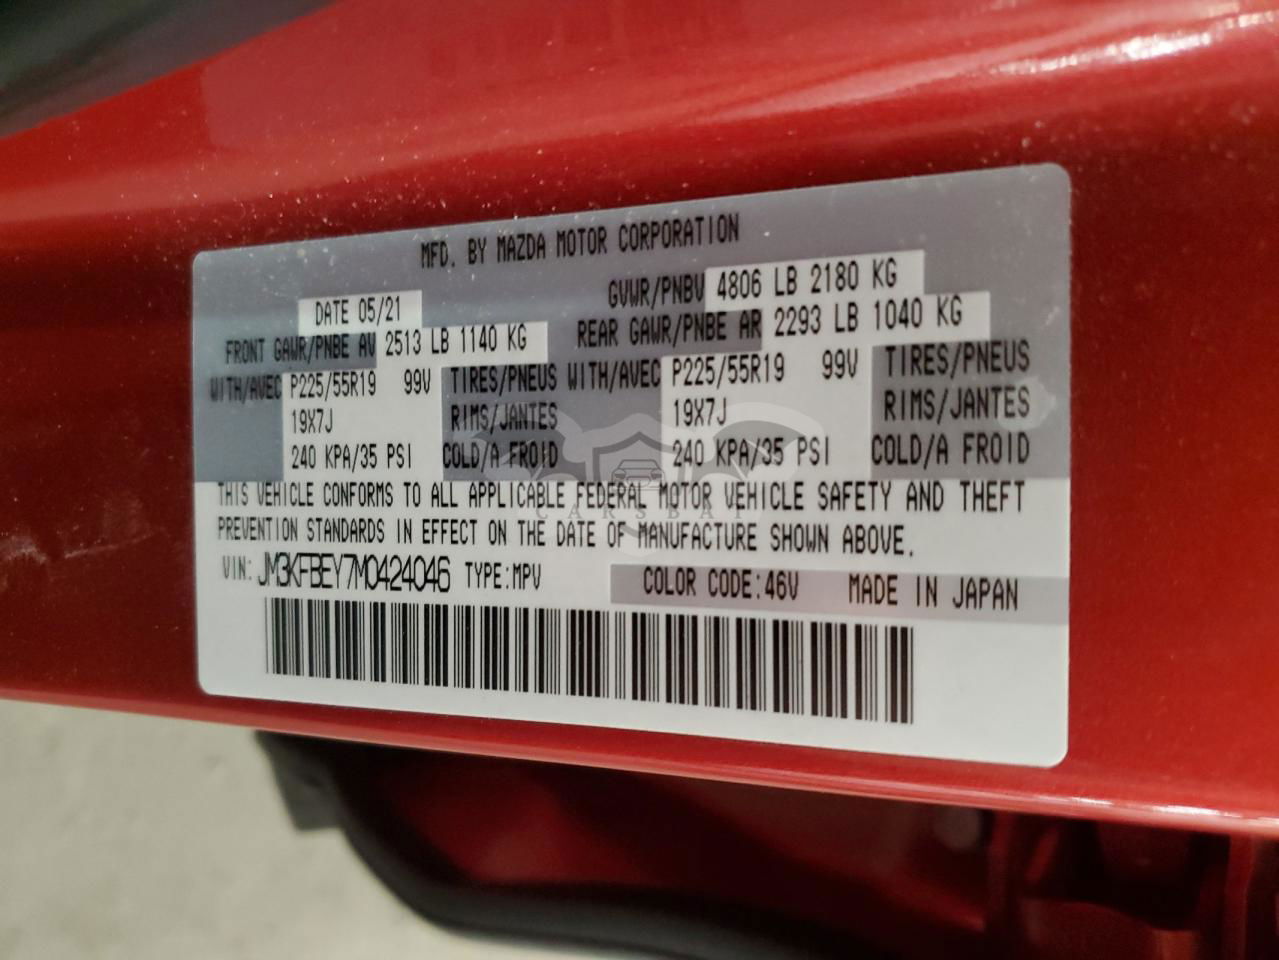 MFD. BY MAZDA MOTOR CORPORATION
DATE 05/21 GVWR/PNBV 4806 LB 2180 KG
FRONT GAWR/PNBE AV 2513 LB 1140 KG REAR GAWR/PNBE AR 2293 LB 1040 KG
WITH/AVEC P225/55R19 99V TIRES/PNEUS WITH/AVEC P225/55R19 99V TIRES/PNEUS
19X7J RIMS/JANTES 19X7J RIMS/JANTES
240 KPA/35 PSI COLD/A FROID 240 KPA/35 PSI COLD/A FROID
THIS VEHICLE CONFORMS TO ALL APPLICABLE FEDERAL MOTOR VEHICLE SAFETY AND THEFT
CARSBAT
PREVENTION STANDARDS IN EFFECT ON THE DATE OF MANUFACTURE SHOWN ABOVE.
VIN: JM3KFBEY7M0424046 TYPE:MPV COLOR CODE:46V MADE IN JAPAN